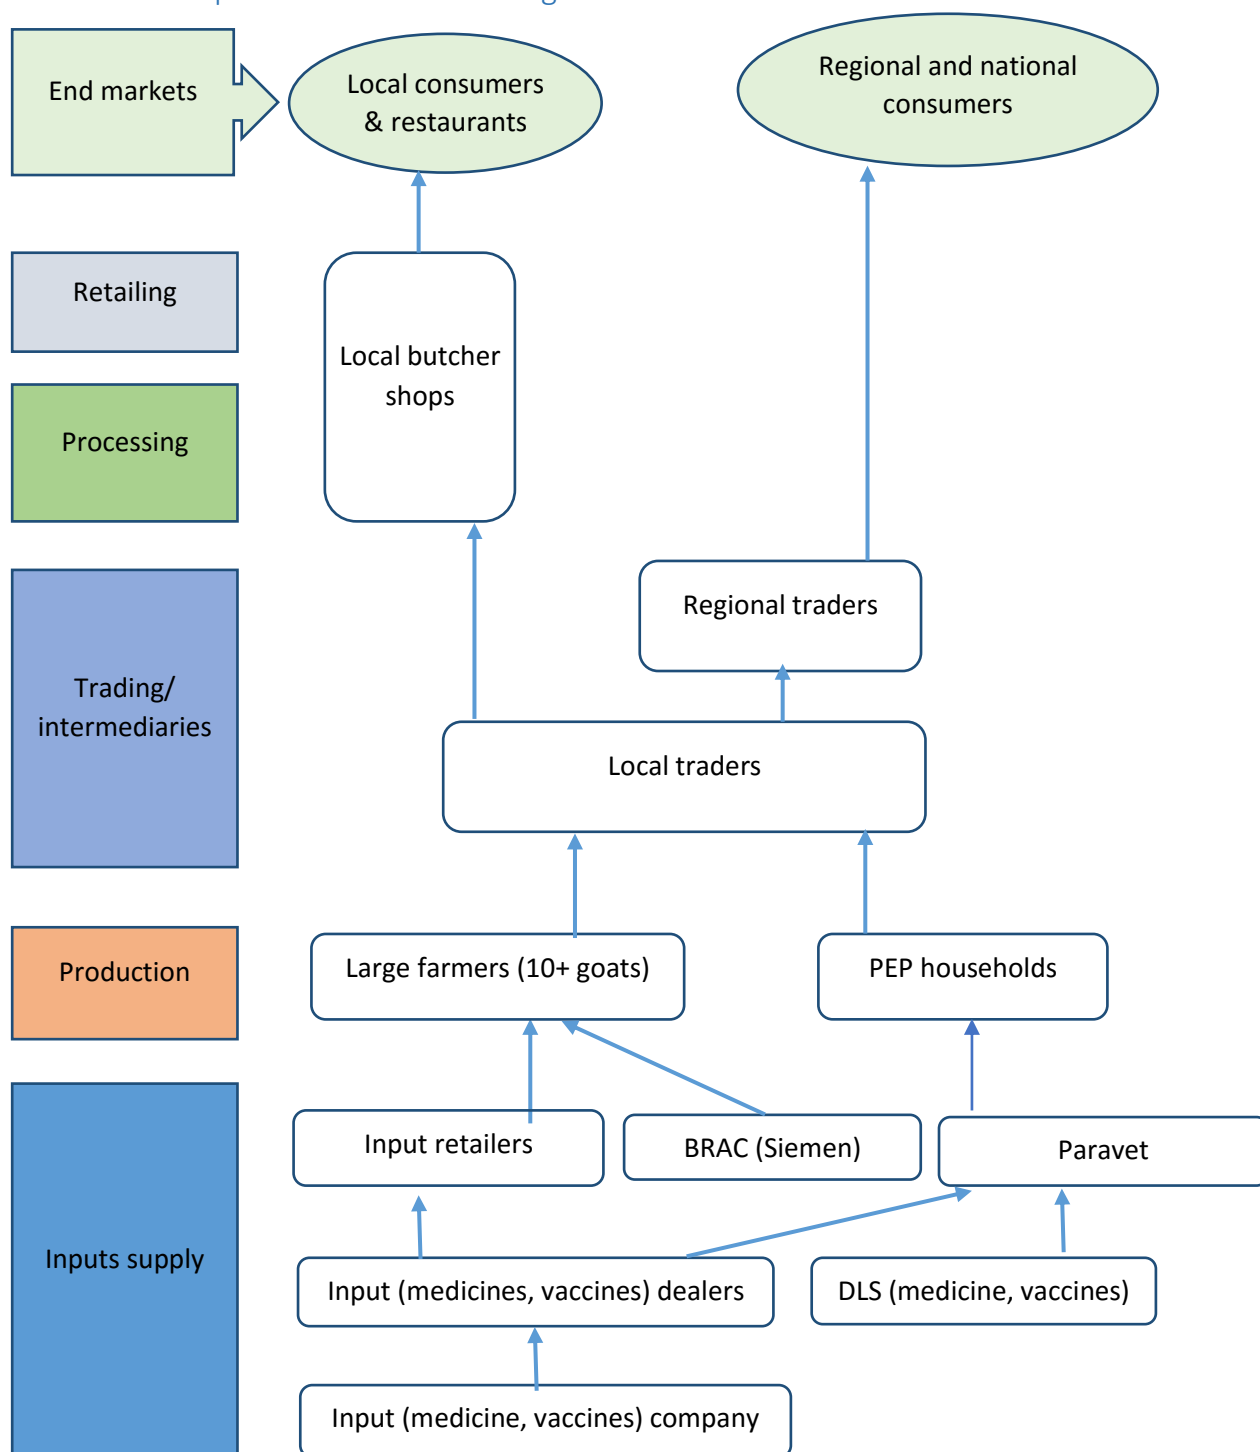 End markets
Local consumers
& restaurants
Regional and national
consumers
Retailing
Local butcher
shops
Processing
Regional traders
Trading/
intermediaries
Local traders
Production
Large farmers (10+ goats)
PEP households
Input retailers
BRAC (Siemen)
Paravet
Inputs supply
Input (medicines, vaccines) dealers
DLS (medicine, vaccines)
Input (medicine, vaccines) company